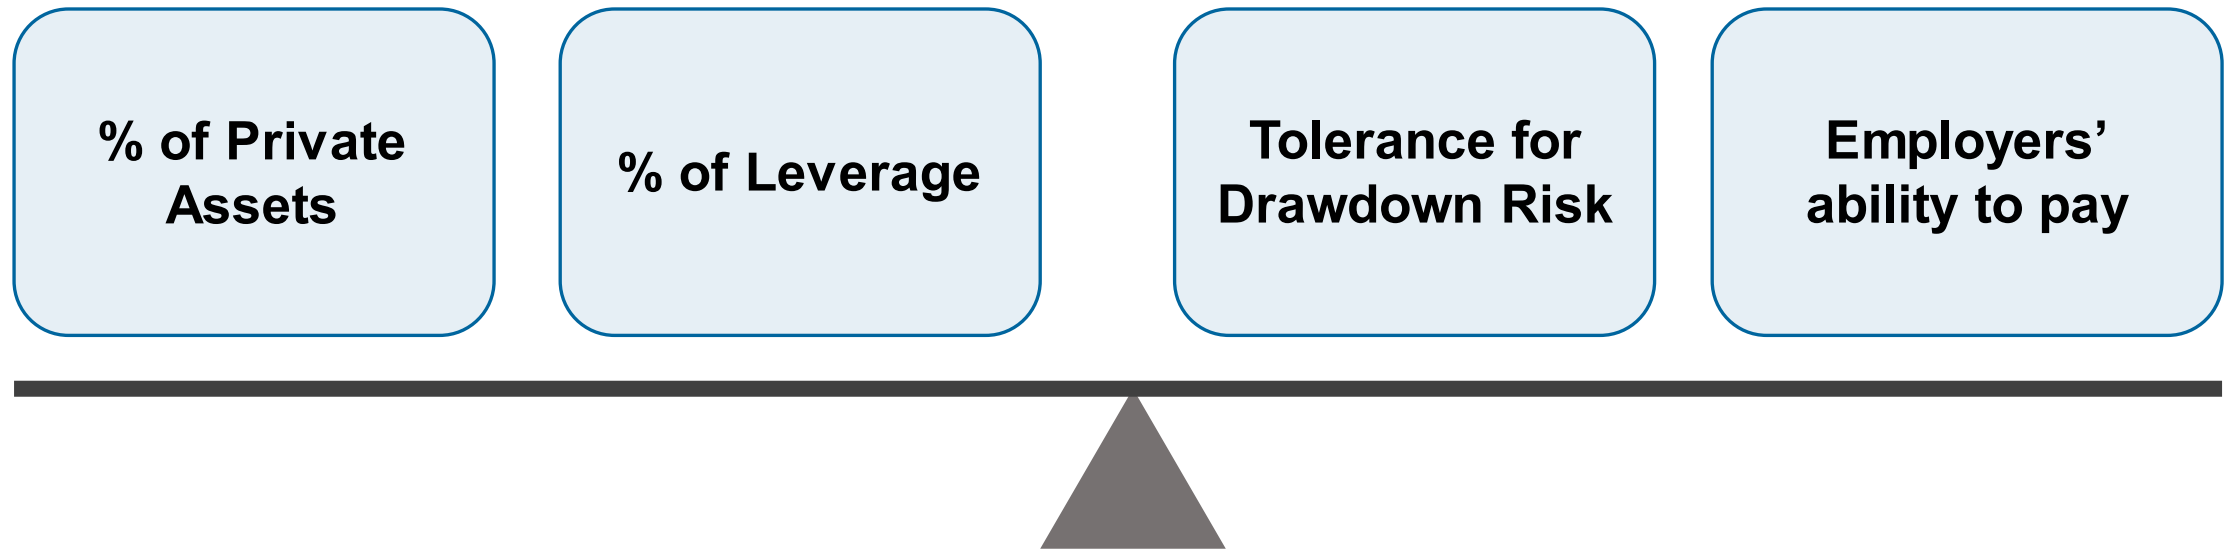 % of Private
Assets
% of Leverage
Tolerance for
Drawdown Risk
Employers’
ability to pay